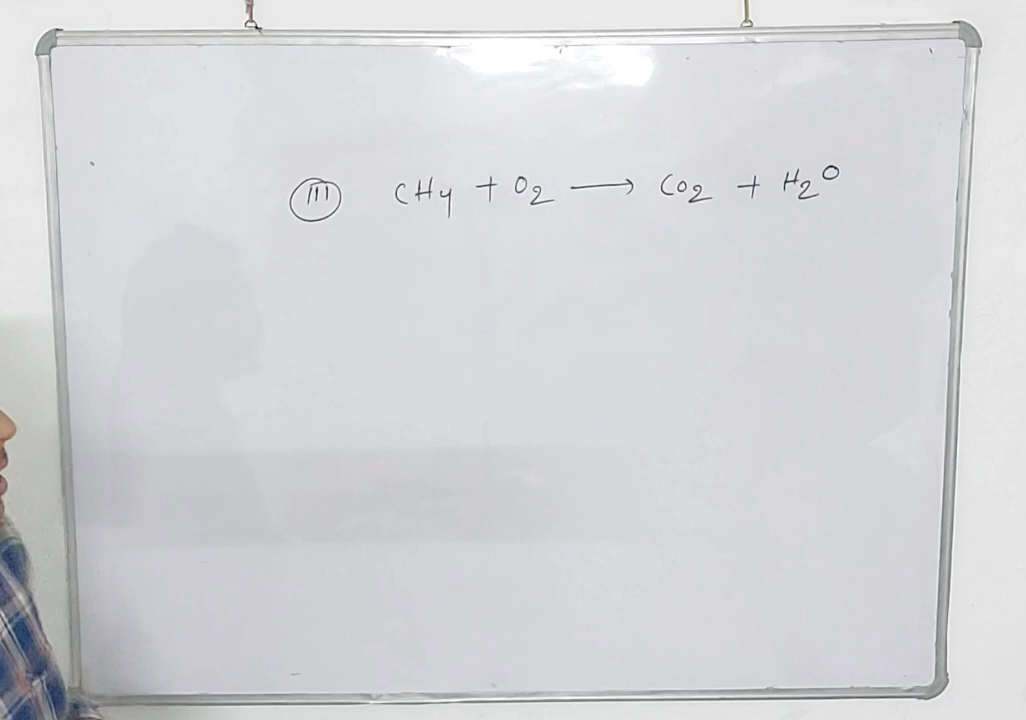 (III) CH4 + O2 → CO2 + H2O